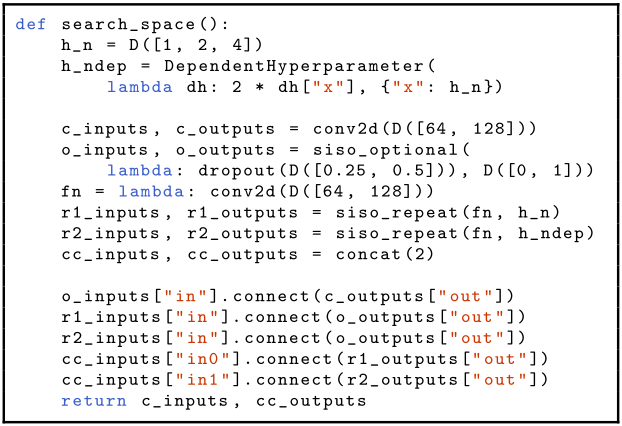 def search_space():
    h_n = D([1, 2, 4])
    h_ndep = DependentHyperparameter(
        lambda dh: 2 * dh["x"], {"x": h_n})

    c_inputs, c_outputs = conv2d(D([64, 128]))
    o_inputs, o_outputs = siso_optional(
        lambda: dropout(D([0.25, 0.5])), D([0, 1]))
    fn = lambda: conv2d(D([64, 128]))
    r1_inputs, r1_outputs = siso_repeat(fn, h_n)
    r2_inputs, r2_outputs = siso_repeat(fn, h_ndep)
    cc_inputs, cc_outputs = concat(2)

    o_inputs["in"].connect(c_outputs["out"])
    r1_inputs["in"].connect(o_outputs["out"])
    r2_inputs["in"].connect(o_outputs["out"])
    cc_inputs["in0"].connect(r1_outputs["out"])
    cc_inputs["in1"].connect(r2_outputs["out"])
    return c_inputs, cc_outputs